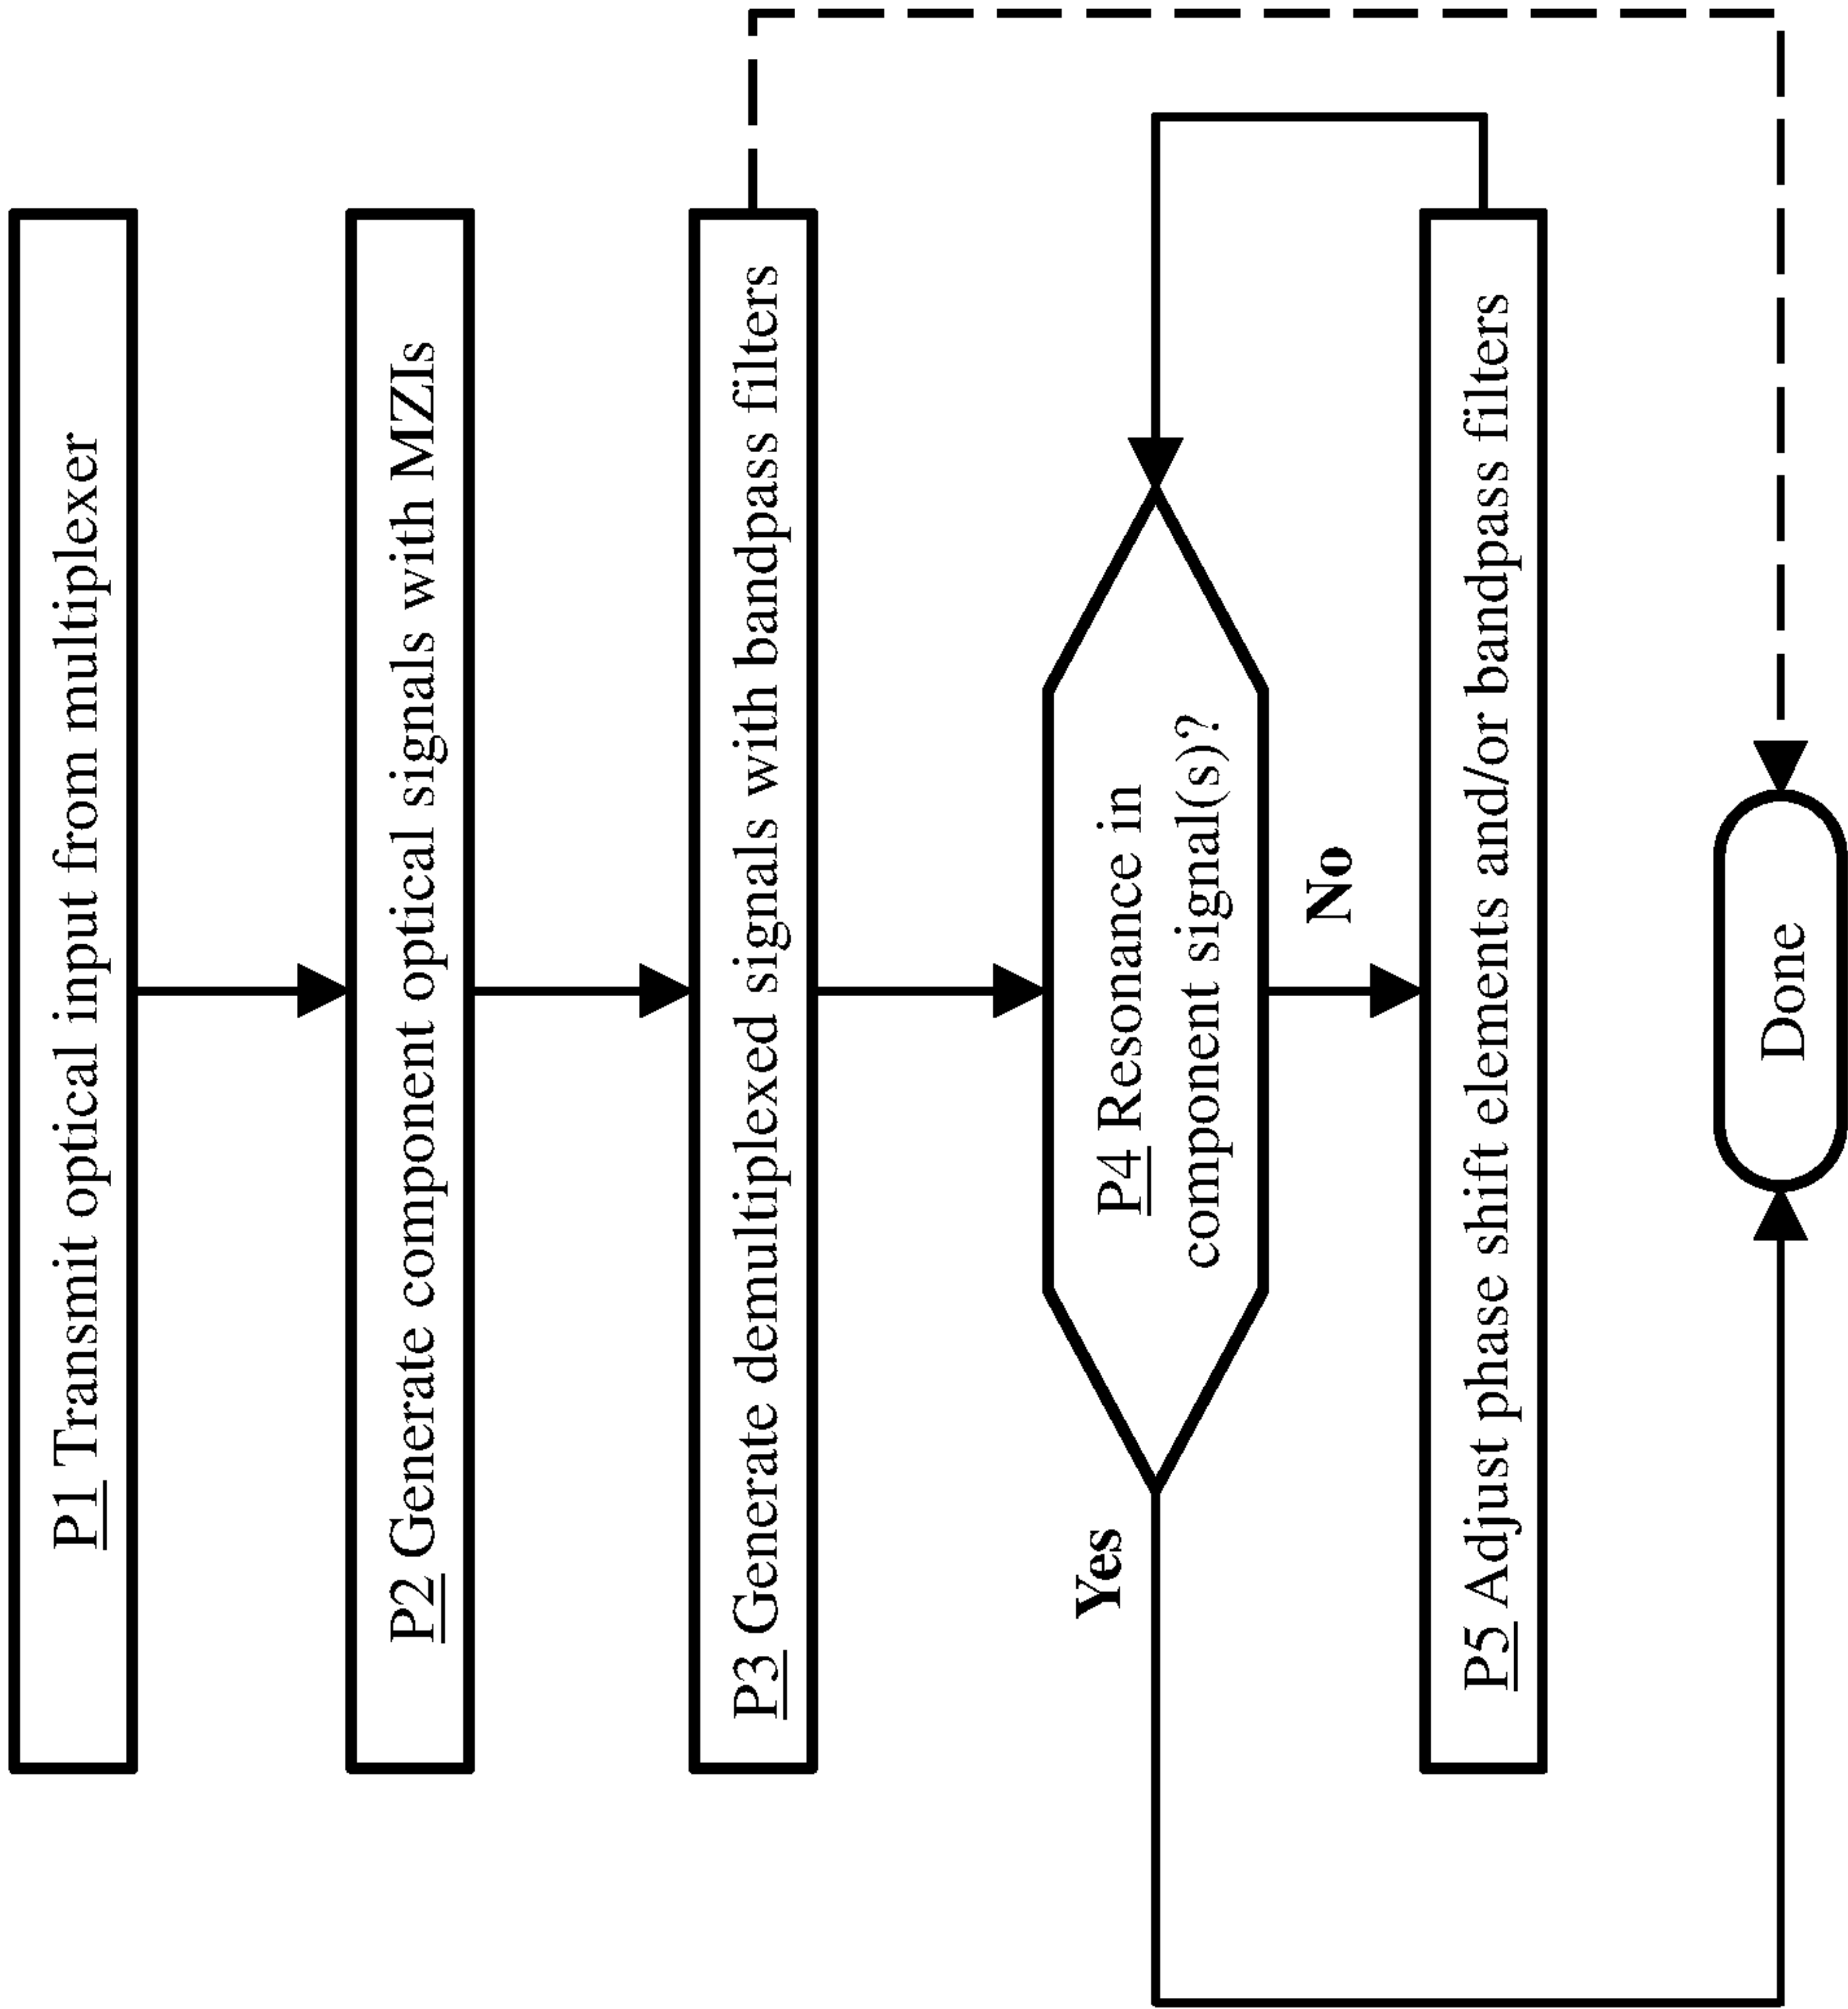 P1 Transmit optical input from multiplexer
P2 Generate component optical signals with MZIs
P3 Generate demultiplexed signals with bandpass filters
P4 Resonance in
component signal(s)?
Yes
No
P5 Adjust phase shift elements and/or bandpass filters
Done